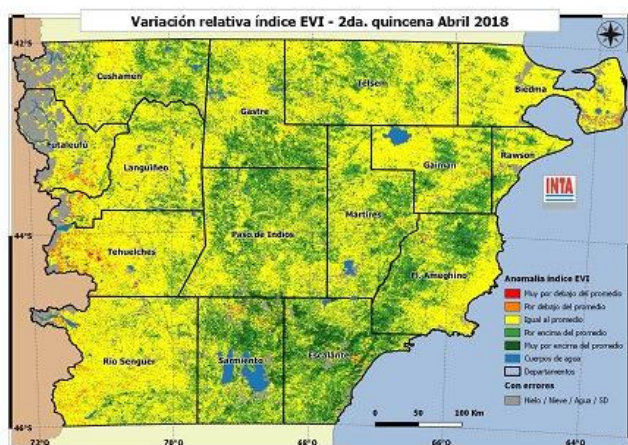 Variación relativa índice EVI - 2da. quincena Abril 2018
42°S
Cushamen
Telsen
Biedma
Gastre
Futaleufú
Languiñeo
Gaiman
Rawson
INTA
Mártires
44°S
Paso de Indios
Tehuelches
Fl. Ameghino
Anomalía índice EVI
Muy por debajo del promedio
Por debajo del promedio
Igual al promedio
Por encima del promedio
Muy por encima del promedio
Cuerpos de agua
Departamentos
Con errores
Hielo / Nieve / Agua / SD
Río Senguer
Sarmiento
Escalante
0 50 100 Km
46°S
72°O
70°O
68°O
66°O
64°O